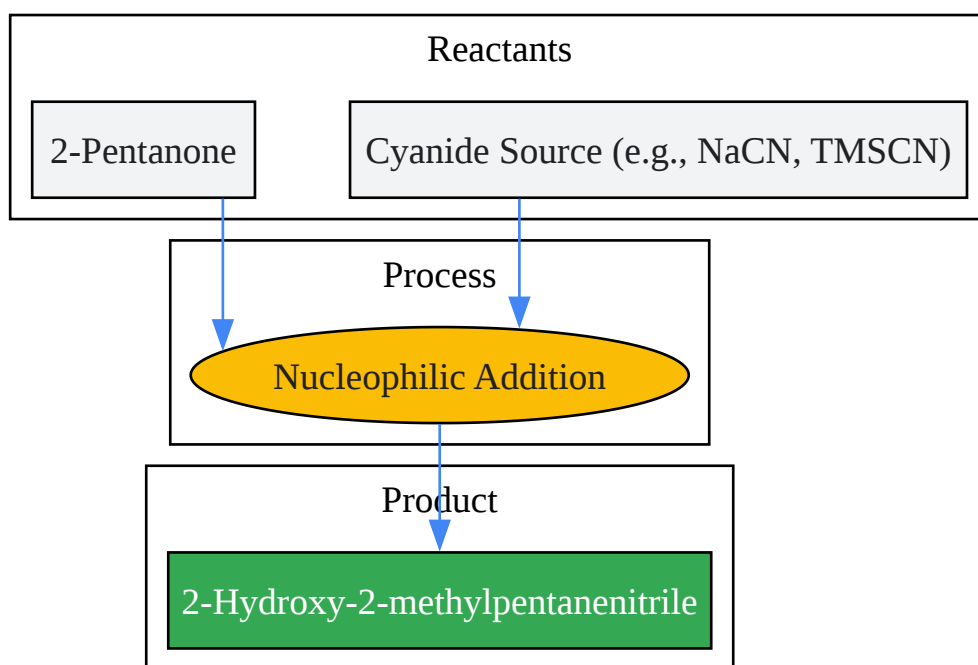 Reactants
2-Pentanone
Cyanide Source (e.g., NaCN, TMSCN)
Process
Nucleophilic Addition
Product
2-Hydroxy-2-methylpentanenitrile